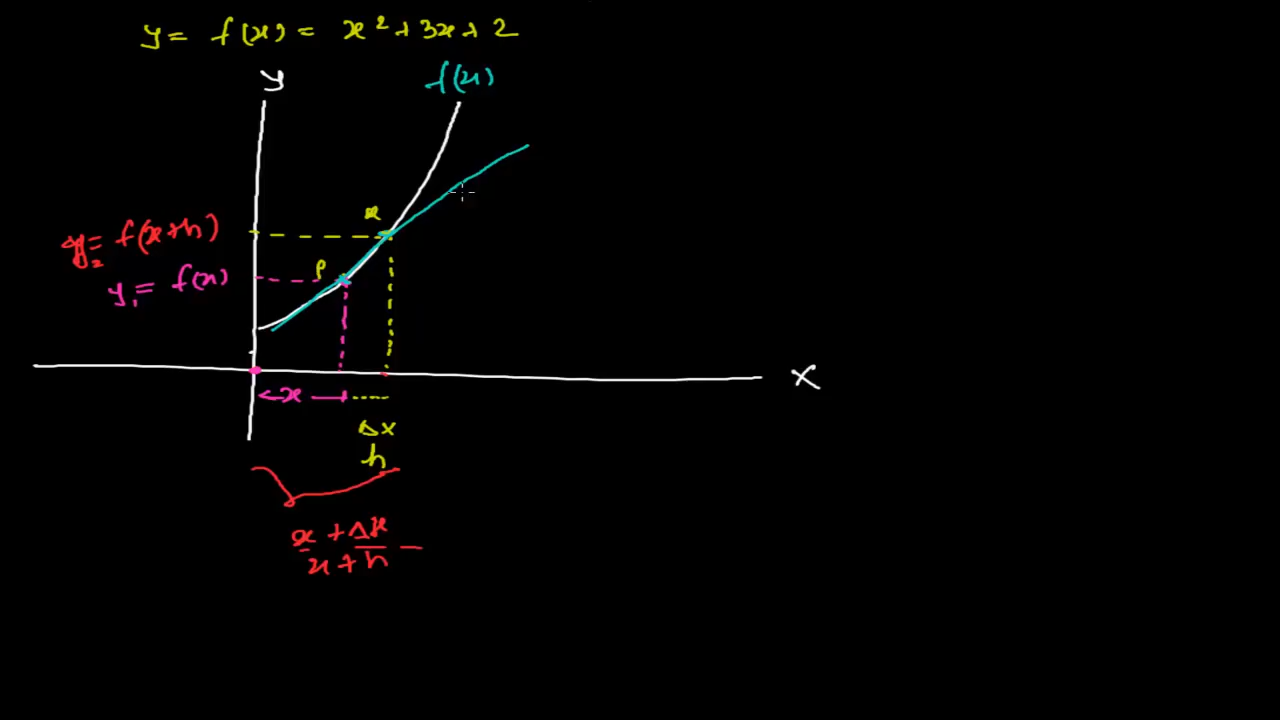 y = f(x) = x² + 3x + 2
y
f(x)
y₂ = f(x+h)
P
y₁ = f(x)
x
X
Δx
h
x + Δx
x + h –